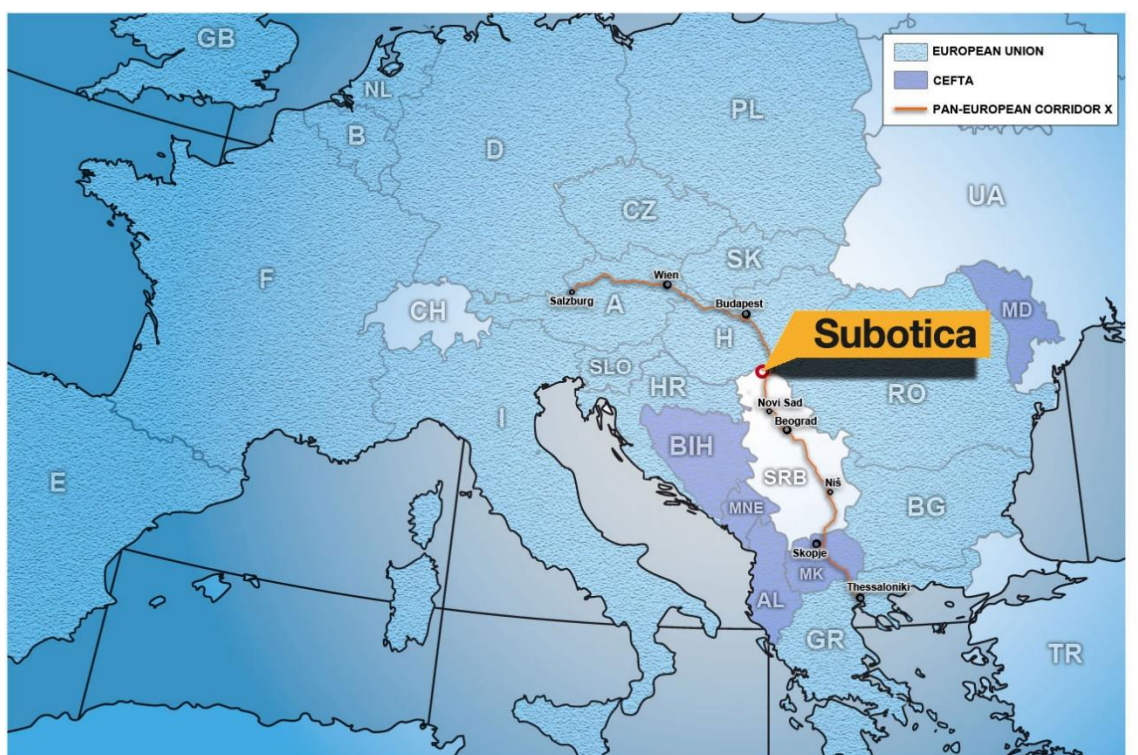 GB
EUROPEAN UNION
CEFTA
PAN-EUROPEAN CORRIDOR X
NL
B
D
PL
UA
CZ
SK
F
Wien
Salzburg
A
Budapest
CH
H
MD
Subotica
SLO
HR
RO
I
Novi Sad
Beograd
BIH
E
SRB
Niš
MNE
BG
Skopje
MK
AL
Thessaloniki
GR
TR